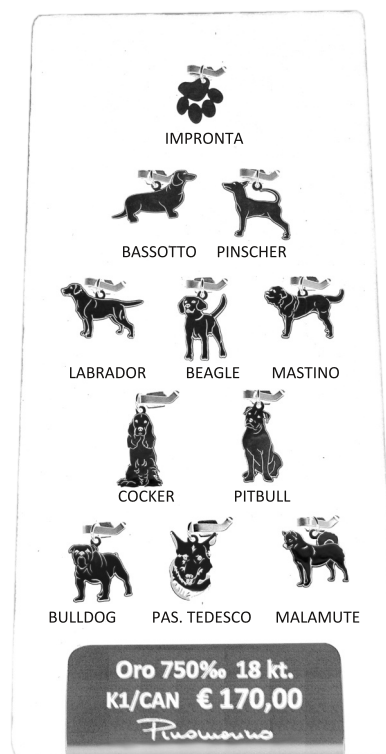 IMPRONTA
BASSOTTO PINSCHER
LABRADOR BEAGLE MASTINO
COCKER PITBULL
BULLDOG PAS. TEDESCO MALAMUTE
Oro 750‰ 18 kt.
K1/CAN € 170,00
Pinomarino